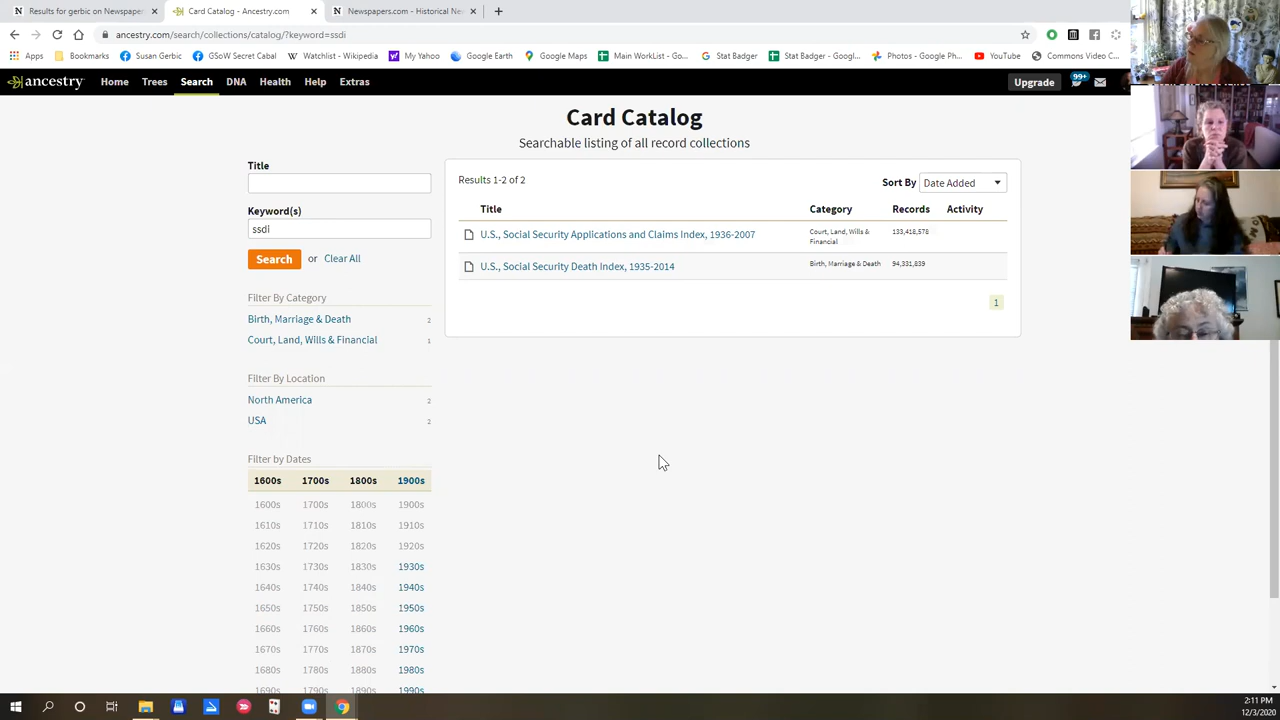 Results for gerbic on Newspaper
Card Catalog - Ancestry.com
Newspapers.com - Historical Ne
ancestry.com/search/collections/catalog/?keyword=ssdi
Apps
Bookmarks
Susan Gerbic
GSoW Secret Cabal
Watchlist - Wikipedia
My Yahoo
Google Earth
Google Maps
Main WorkList - Go...
Stat Badger
Stat Badger - Googl...
Photos - Google Ph...
YouTube
Commons Video C...
ancestry
Home
Trees
Search
DNA
Health
Help
Extras
Upgrade
99+
Card Catalog
Searchable listing of all record collections
Title
Keyword(s)
ssdi
Search or Clear All
Filter By Category
Birth, Marriage & Death 2
Court, Land, Wills & Financial 1
Filter By Location
North America 2
USA 2
Filter by Dates
1600s 1700s 1800s 1900s
1600s 1700s 1800s 1900s
1610s 1710s 1810s 1910s
1620s 1720s 1820s 1920s
1630s 1730s 1830s 1930s
1640s 1740s 1840s 1940s
1650s 1750s 1850s 1950s
1660s 1760s 1860s 1960s
1670s 1770s 1870s 1970s
1680s 1780s 1880s 1980s
1690s 1790s 1890s 1990s
Results 1-2 of 2
Sort By Date Added
Title Category Records Activity
U.S., Social Security Applications and Claims Index, 1936-2007 Court, Land, Wills & 133,418,578
Financial
U.S., Social Security Death Index, 1935-2014 Birth, Marriage & Death 94,331,839
1
2:11 PM
12/3/2020